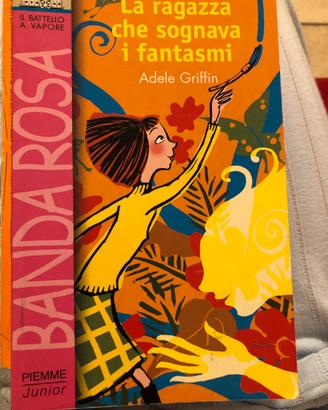 IL BATTELLO
A VAPORE
La ragazza
che sognava
i fantasmi
Adele Griffin
BANDA ROSA
PIEMME
Junior